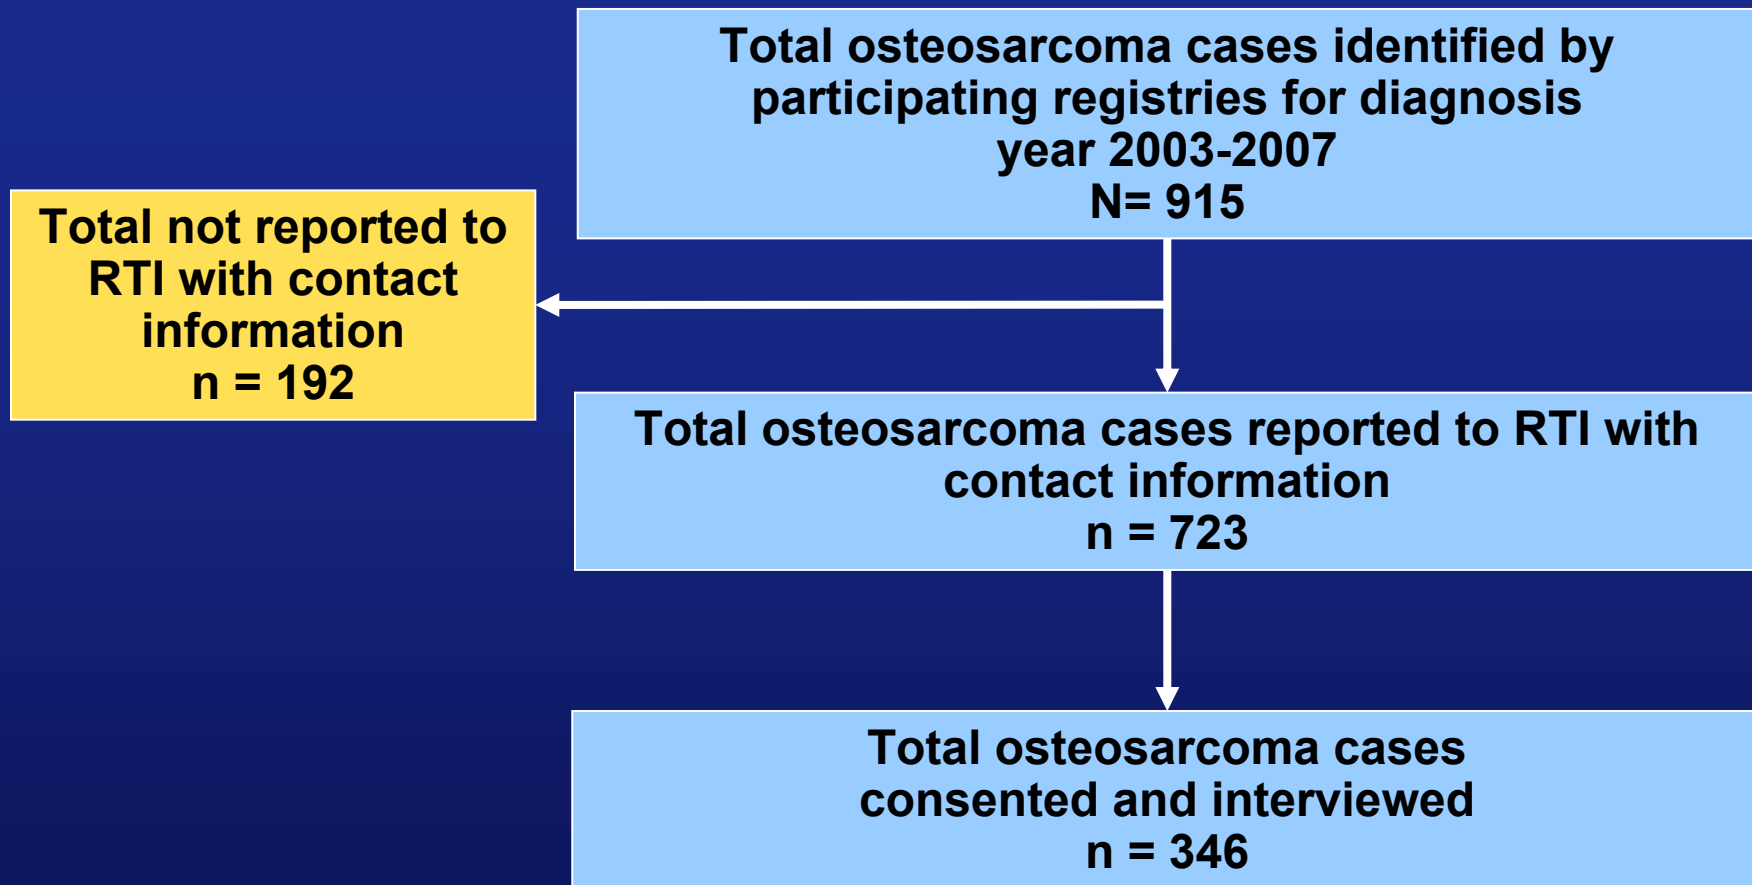 Total osteosarcoma cases identified by
participating registries for diagnosis
year 2003-2007
N= 915
Total not reported to
RTI with contact
information
n = 192
Total osteosarcoma cases reported to RTI with
contact information
n = 723
Total osteosarcoma cases
consented and interviewed
n = 346